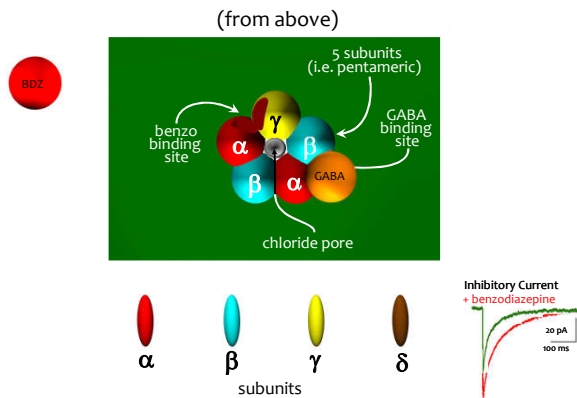 (from above)
BDZ
5 subunits
(i.e. pentameric)
benzo
binding
site
GABA
binding
site
γ
α
β
β
α
GABA
chloride pore
Inhibitory Current
+ benzodiazepine
20 pA
100 ms
α
β
γ
δ
subunits